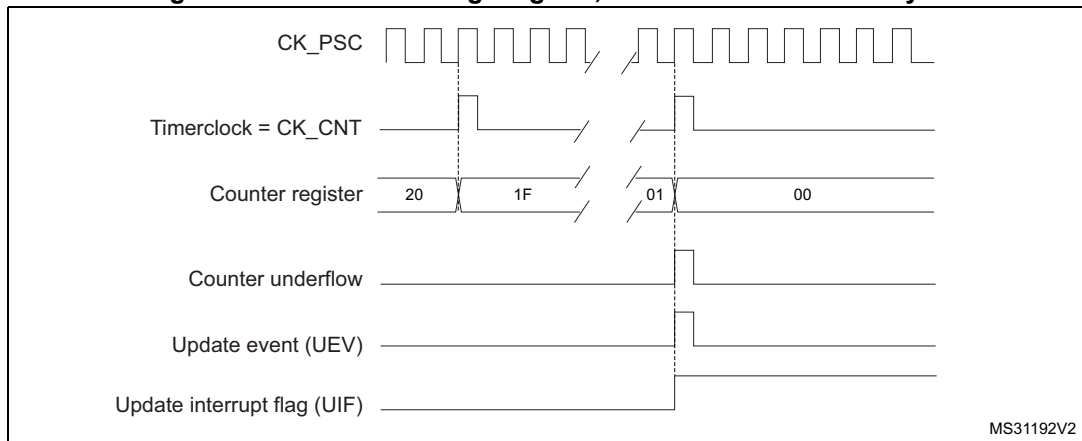 CK_PSC
Timerclock = CK_CNT
Counter register
20
1F
01
00
Counter underflow
Update event (UEV)
Update interrupt flag (UIF)
MS31192V2